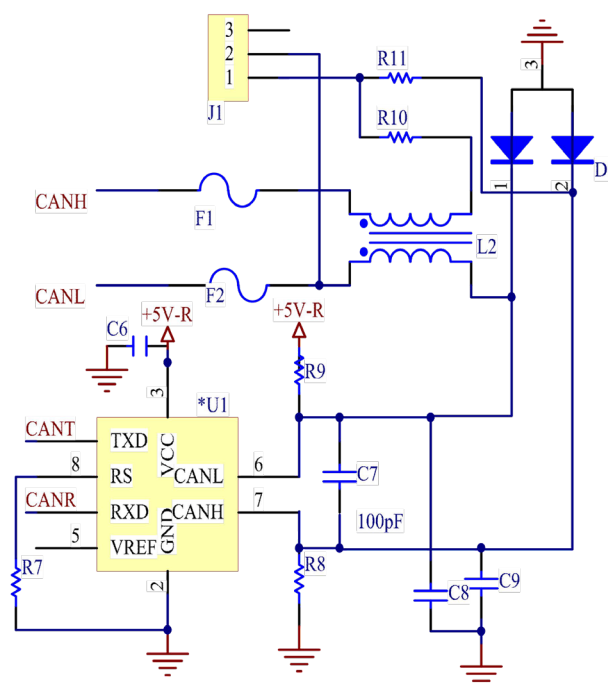 3
2
1
J1
R11
R10
3
1
2
D
CANH
F1
CANL
F2
L2
+5V-R
+5V-R
C6
R9
3
*U1
CANT
TXD
VCC
8
RS
CANL
6
CANR
RXD
CANH
7
5
VREF
GND
2
C7
100pF
R7
R8
C8
C9